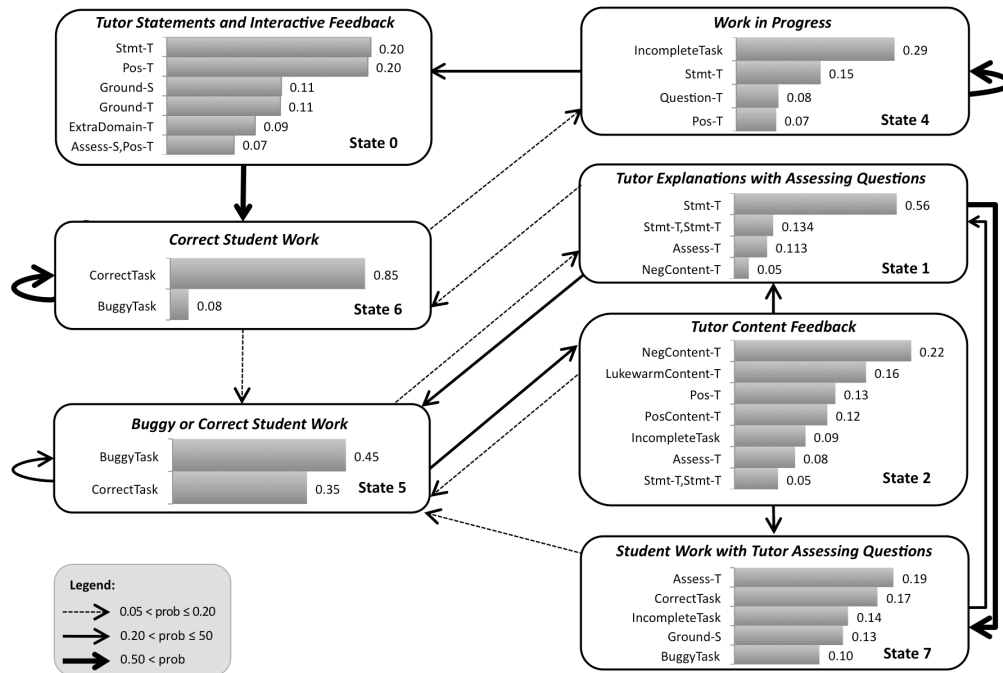 Tutor Statements and Interactive Feedback
Stmt-T 0.20
Pos-T 0.20
Ground-S 0.11
Ground-T 0.11
ExtraDomain-T 0.09
Assess-S,Pos-T 0.07
State 0
Work in Progress
IncompleteTask 0.29
Stmt-T 0.15
Question-T 0.08
Pos-T 0.07
State 4
Tutor Explanations with Assessing Questions
Stmt-T 0.56
Stmt-T,Stmt-T 0.134
Assess-T 0.113
NegContent-T 0.05
State 1
Correct Student Work
CorrectTask 0.85
BuggyTask 0.08
State 6
Tutor Content Feedback
NegContent-T 0.22
LukewarmContent-T 0.16
Pos-T 0.13
PosContent-T 0.12
IncompleteTask 0.09
Assess-T 0.08
Stmt-T,Stmt-T 0.05
State 2
Buggy or Correct Student Work
BuggyTask 0.45
CorrectTask 0.35
State 5
Student Work with Tutor Assessing Questions
Assess-T 0.19
CorrectTask 0.17
IncompleteTask 0.14
Ground-S 0.13
BuggyTask 0.10
State 7
Legend:
0.05 < prob ≤ 0.20
0.20 < prob ≤ 50
0.50 < prob